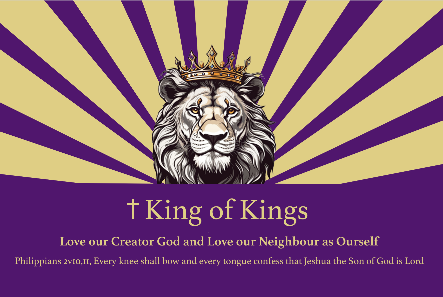 † King of Kings
Love our Creator God and Love our Neighbour as Ourself
Philippians 2v10.11, Every knee shall bow and every tongue confess that Jeshua the Son of God is Lord